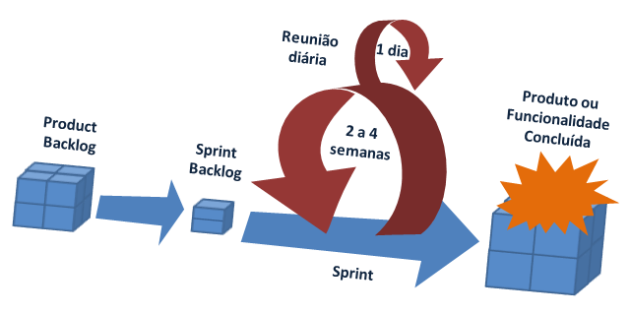 Product
Backlog
Sprint
Backlog
Reunião
diária
1 dia
2 a 4
semanas
Sprint
Produto ou
Funcionalidade
Concluída